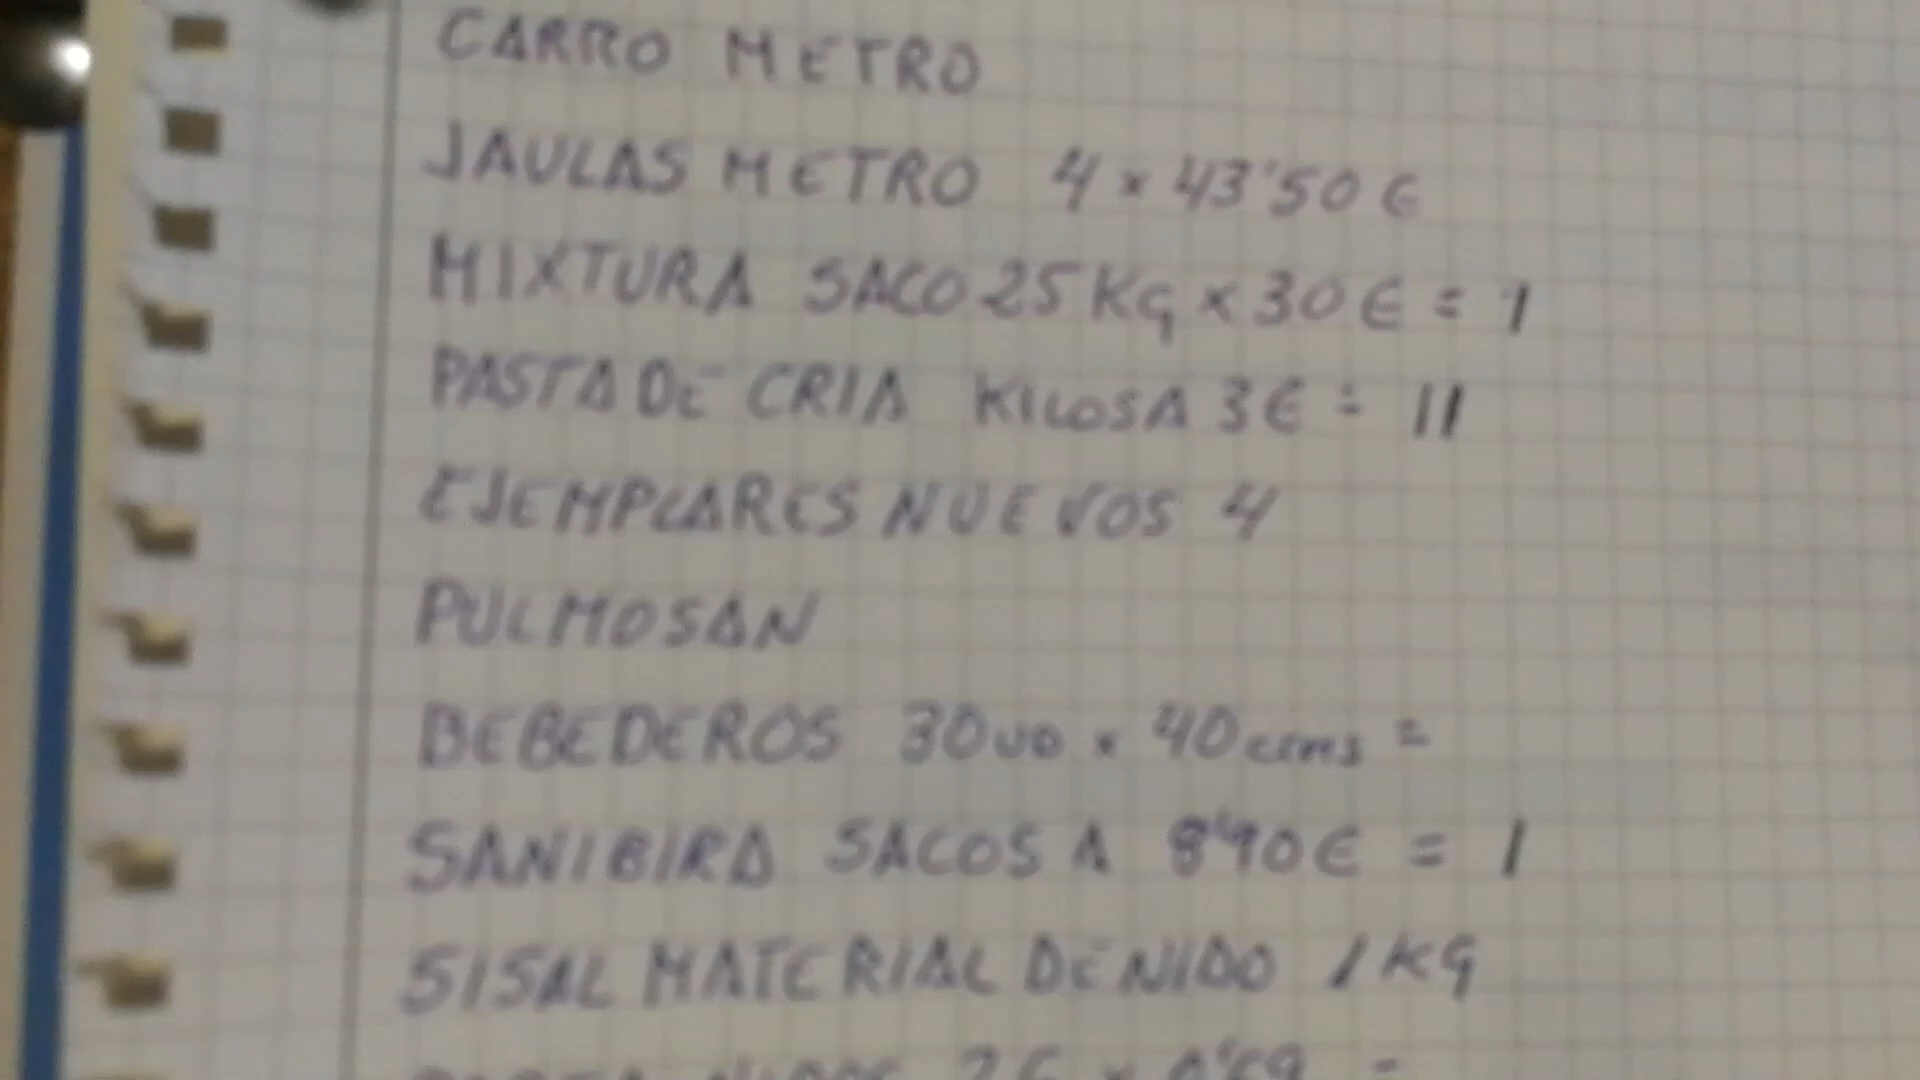 CARRO METRO
JAULAS METRO 4 x 43'50 €
MIXTURA SACO 25 Kg x 30 € = 1
PASTA DE CRIA KILOS A 3 € = 11
EJEMPLARES NUEVOS 4
PULMOSAN
BEBEDEROS 30 UD x 40 ctms =
SANIBIRD SACOS A 8'90 € = 1
SISAL MATERIAL DE NIDO 1 KG